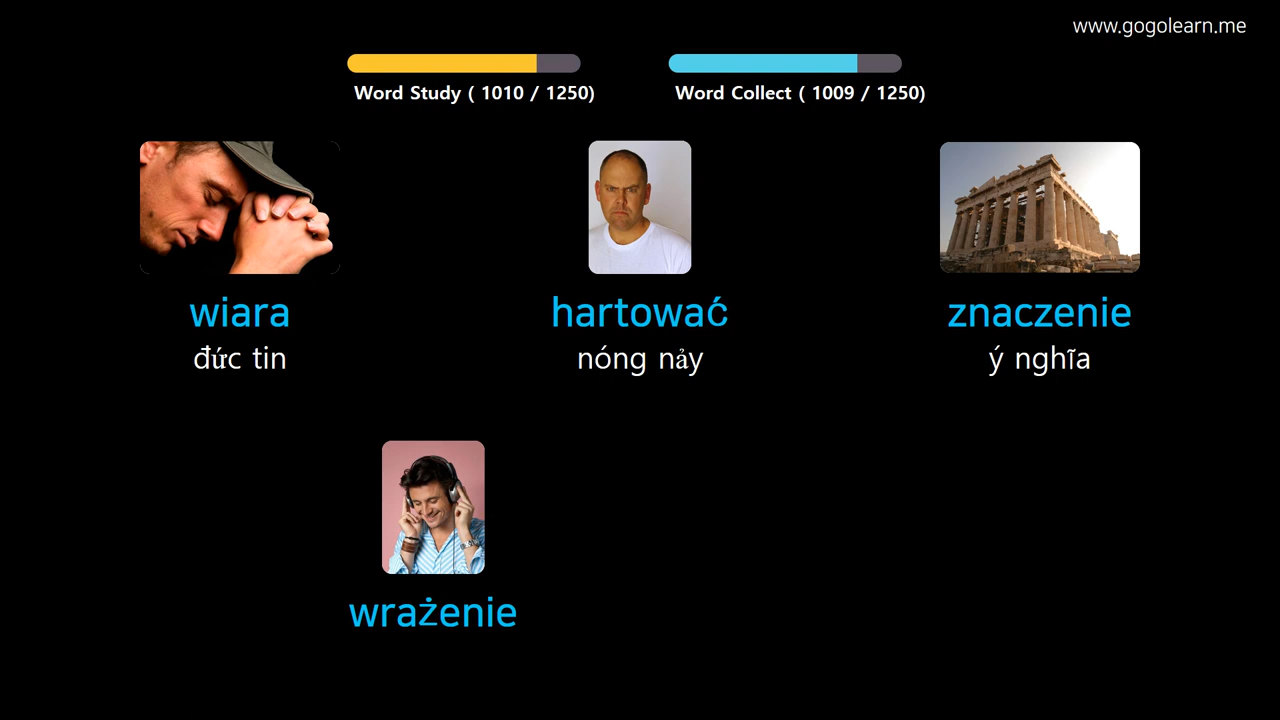 www.gogolearn.me
Word Study ( 1010 / 1250)
Word Collect ( 1009 / 1250)
wiara
đức tin
hartować
nóng nảy
znaczenie
ý nghĩa
wrażenie